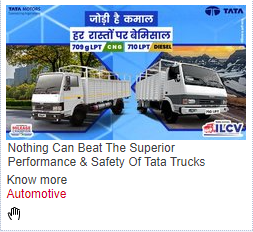 TATA MOTORS
TATA
जोड़ी है कमाल
हर रास्तों पर बेमिसाल
709 g LPT CNG 710 LPT DIESEL
MILEAGE
ILCV
Nothing Can Beat The Superior
Performance & Safety Of Tata Trucks
Know more
Automotive